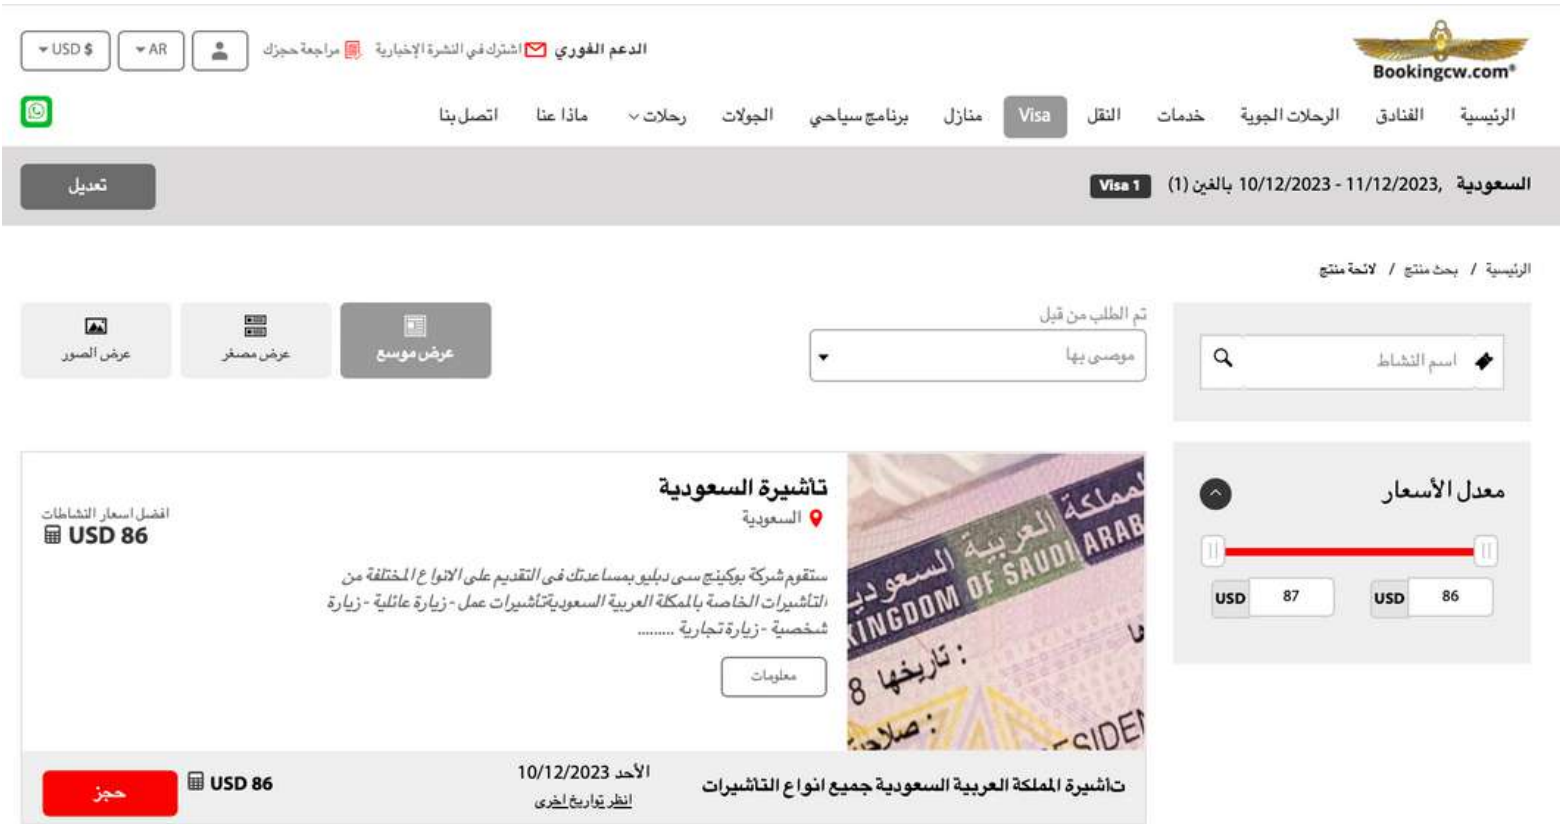 Bookingcw.com®
الدعم الفوري
اشترك في النشرة الإخبارية
مراجعة حجزك
AR
USD $
الرئيسية
الفنادق
الرحلات الجوية
خدمات
النقل
Visa
منازل
برنامج سياحي
الجولات
رحلات
ماذا عنا
اتصل بنا
السعودية ,10/12/2023 - 11/12/2023 بالغين (1) Visa 1
تعديل
الرئيسية / بحث منتج / لائحة منتج
اسم النشاط
تم الطلب من قبل
موصى بها
عرض موسع
عرض مصغر
عرض الصور
معدل الأسعار
86 USD
87 USD
المملكة العربية السعودية
KINGDOM OF SAUDI ARAB
تاريخها :
8
: صلاحية
ESIDEN
تأشيرة السعودية
السعودية
افضل اسعار النشاطات
USD 86
ستقوم شركة بوكينج سى دبليو بمساعدتك فى التقديم على الانواع المختلفة من
التأشيرات الخاصة بالمكلة العربية السعوديةتأشيرات عمل - زيارة عائلية - زيارة
شخصية - زيارة تجارية .........
معلومات
تأشيرة المملكة العربية السعودية جميع انواع التأشيرات
الأحد 10/12/2023
انظر تواريخ اخرى
USD 86
حجز